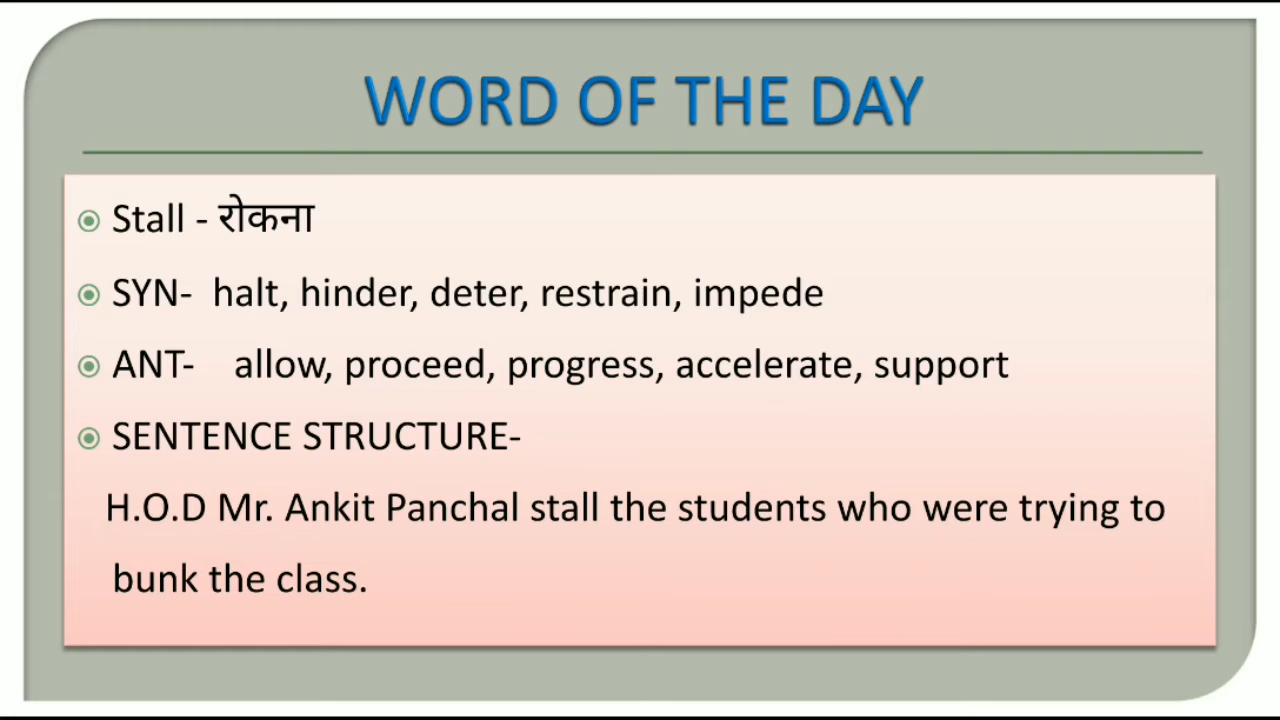 WORD OF THE DAY
Stall - रोकना
SYN- halt, hinder, deter, restrain, impede
ANT- allow, proceed, progress, accelerate, support
SENTENCE STRUCTURE-
H.O.D Mr. Ankit Panchal stall the students who were trying to
bunk the class.